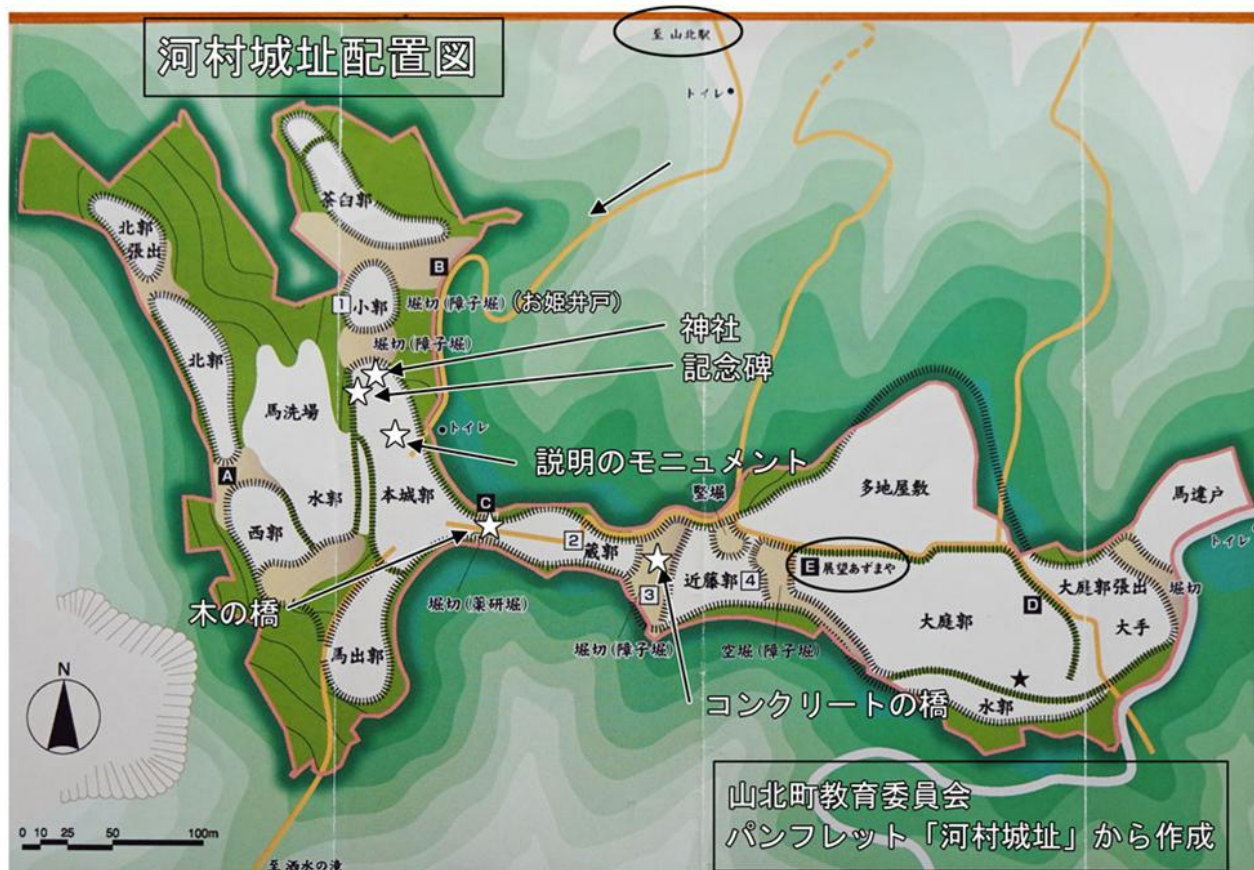 河村城址配置図
至 山北駅
トイレ
茶臼郭
B
北郭
張出
1
小郭
堀切(障子堀)(お姫井戸)
神社
堀切(障子堀)
記念碑
北郭
馬洗場
トイレ
説明のモニュメント
A
本城郭
竪堀
多地屋敷
馬達戸
水郭
C
西郭
2
蔵郭
トイレ
E
展望あずまや
近藤郭
4
大庭郭張出
堀切
3
D
木の橋
堀切(薬研堀)
大庭郭
大手
馬出郭
堀切(障子堀)
空堀(障子堀)
N
水郭
コンクリートの橋
山北町教育委員会
パンフレット「河村城址」から作成
0 10 25 50 100m
至 酒水の滝